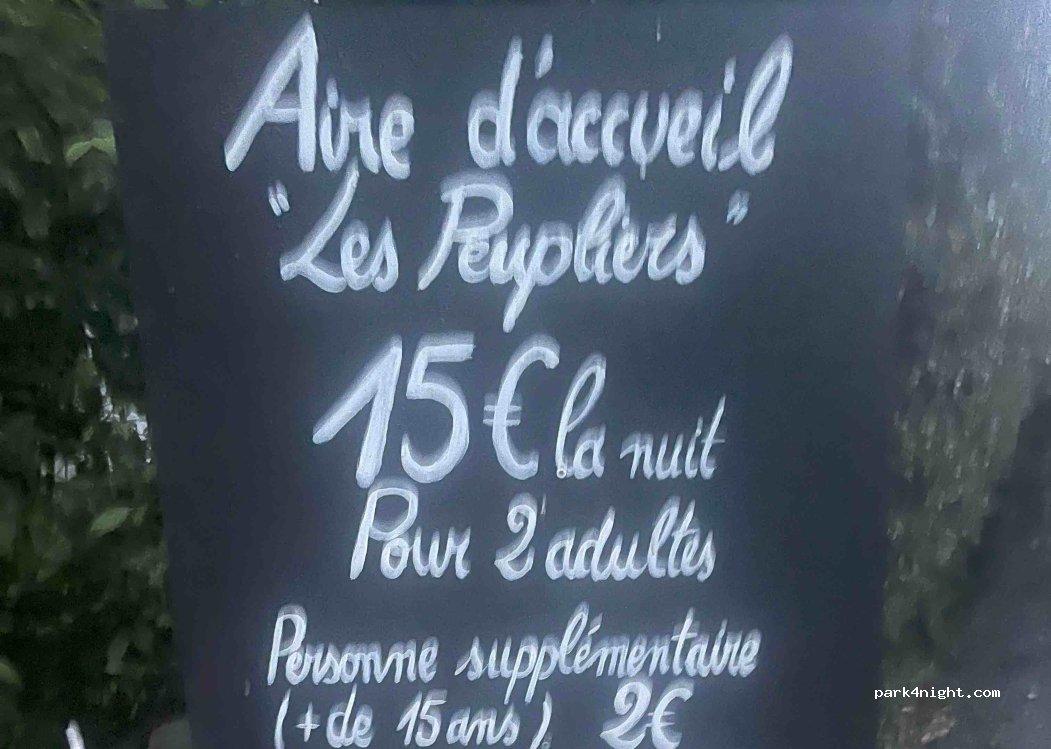 Aire d'accueil
"Les Peupliers"
15€ la nuit
Pour 2 adultes
Personne supplémentaire
(+ de 15 ans) 2€
park4night.com